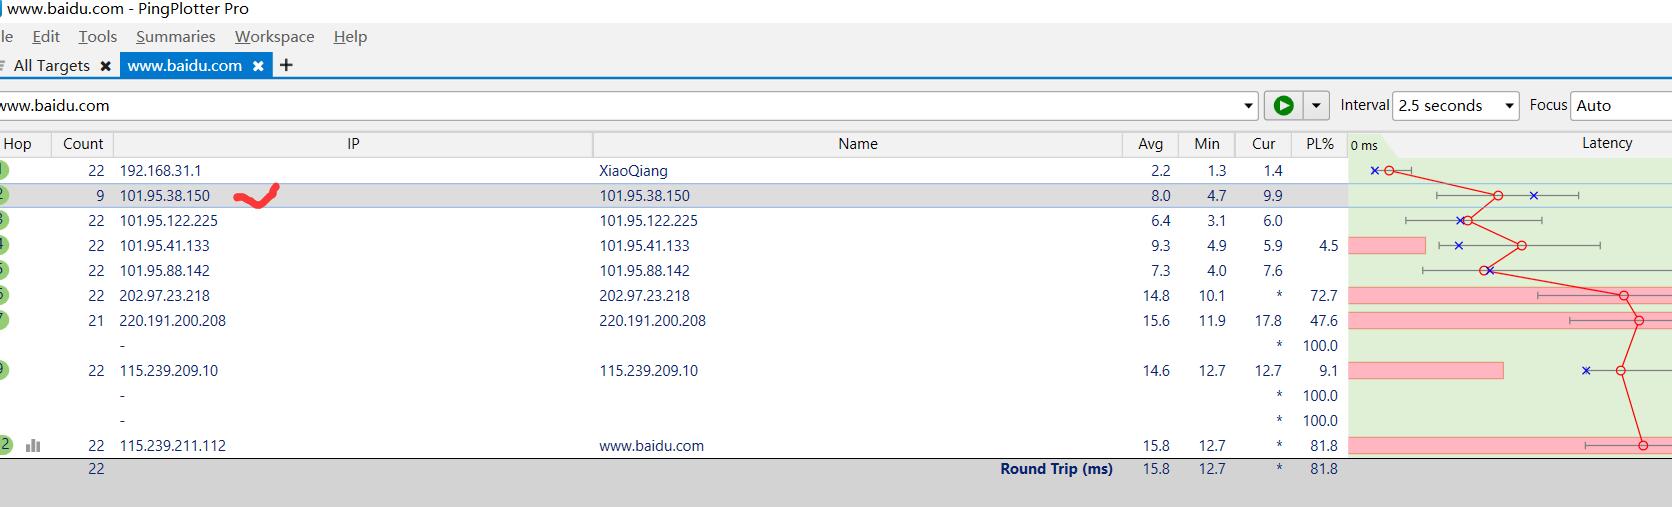 www.baidu.com - PingPlotter Pro
le Edit Tools Summaries Workspace Help
All Targets www.baidu.com +
www.baidu.com Interval 2.5 seconds Focus Auto
Hop Count IP Name Avg Min Cur PL% 0 ms Latency
22 192.168.31.1 XiaoQiang 2.2 1.3 1.4
2 9 101.95.38.150 101.95.38.150 8.0 4.7 9.9
3 22 101.95.122.225 101.95.122.225 6.4 3.1 6.0
4 22 101.95.41.133 101.95.41.133 9.3 4.9 5.9 4.5
5 22 101.95.88.142 101.95.88.142 7.3 4.0 7.6
6 22 202.97.23.218 202.97.23.218 14.8 10.1 * 72.7
7 21 220.191.200.208 220.191.200.208 15.6 11.9 17.8 47.6
- * 100.0
9 22 115.239.209.10 115.239.209.10 14.6 12.7 12.7 9.1
- * 100.0
- * 100.0
2 22 115.239.211.112 www.baidu.com 15.8 12.7 * 81.8
22 Round Trip (ms) 15.8 12.7 * 81.8